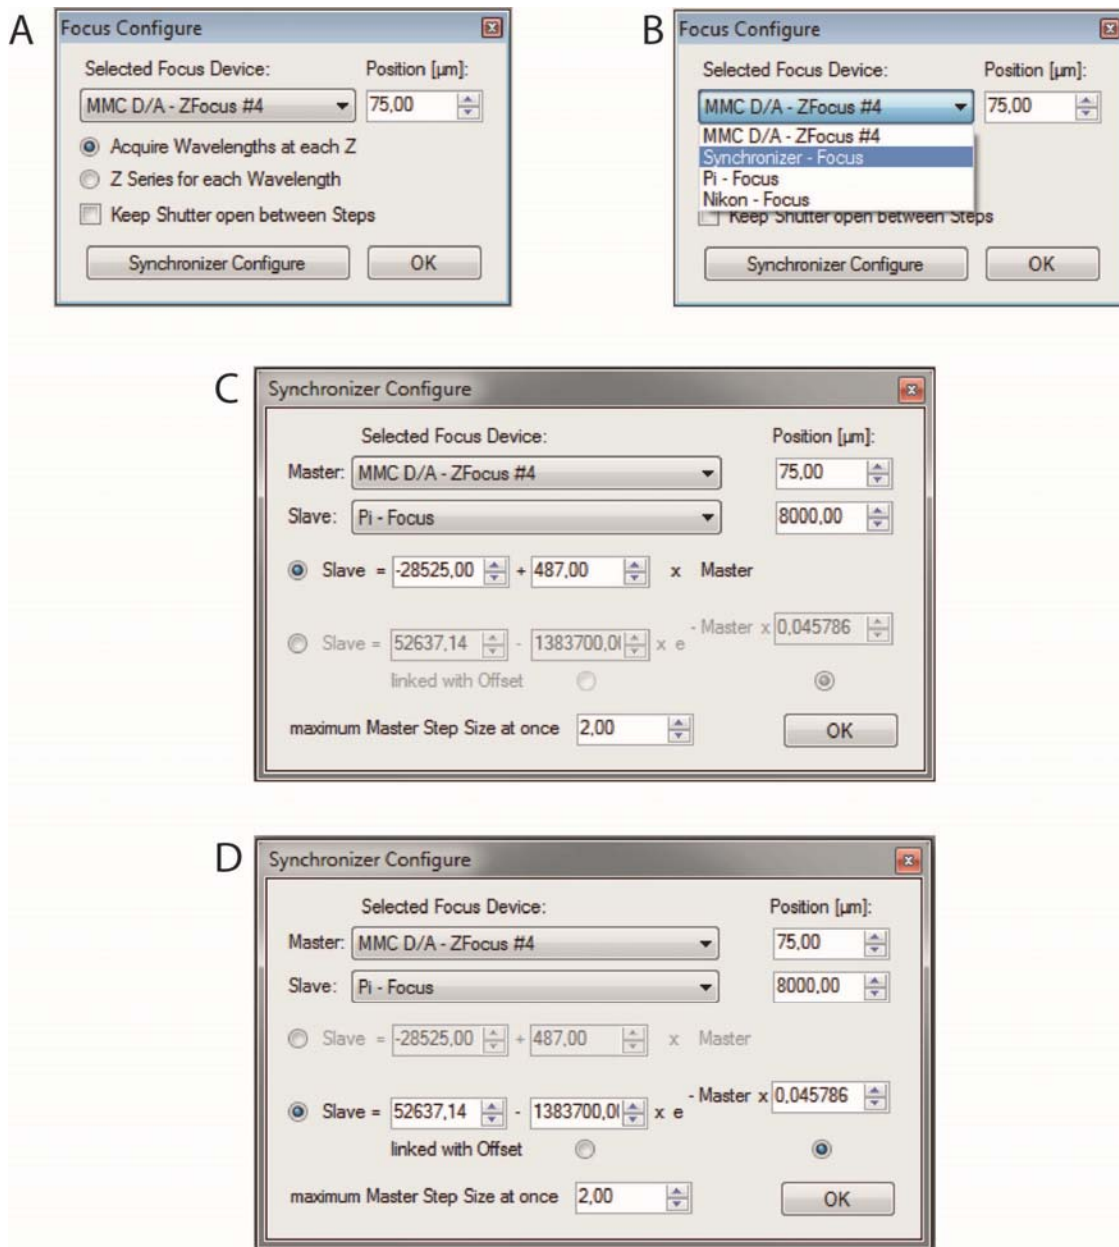 A
Focus Configure
Selected Focus Device: Position [µm]:
MMC D/A - ZFocus #4 75,00
Acquire Wavelengths at each Z
Z Series for each Wavelength
Keep Shutter open between Steps
Synchronizer Configure OK
B
Focus Configure
Selected Focus Device: Position [µm]:
MMC D/A - ZFocus #4 75,00
MMC D/A - ZFocus #4
Synchronizer - Focus
Pi - Focus
Nikon - Focus
Keep Shutter open between Steps
Synchronizer Configure OK
C
Synchronizer Configure
Selected Focus Device: Position [µm]:
Master: MMC D/A - ZFocus #4 75,00
Slave: Pi - Focus 8000,00
Slave = -28525,00 + 487,00 x Master
Slave = 52637,14 - 1383700,0 x e - Master x 0,045786
linked with Offset
maximum Master Step Size at once 2,00 OK
D
Synchronizer Configure
Selected Focus Device: Position [µm]:
Master: MMC D/A - ZFocus #4 75,00
Slave: Pi - Focus 8000,00
Slave = -28525,00 + 487,00 x Master
Slave = 52637,14 - 1383700,0 x e - Master x 0,045786
linked with Offset
maximum Master Step Size at once 2,00 OK